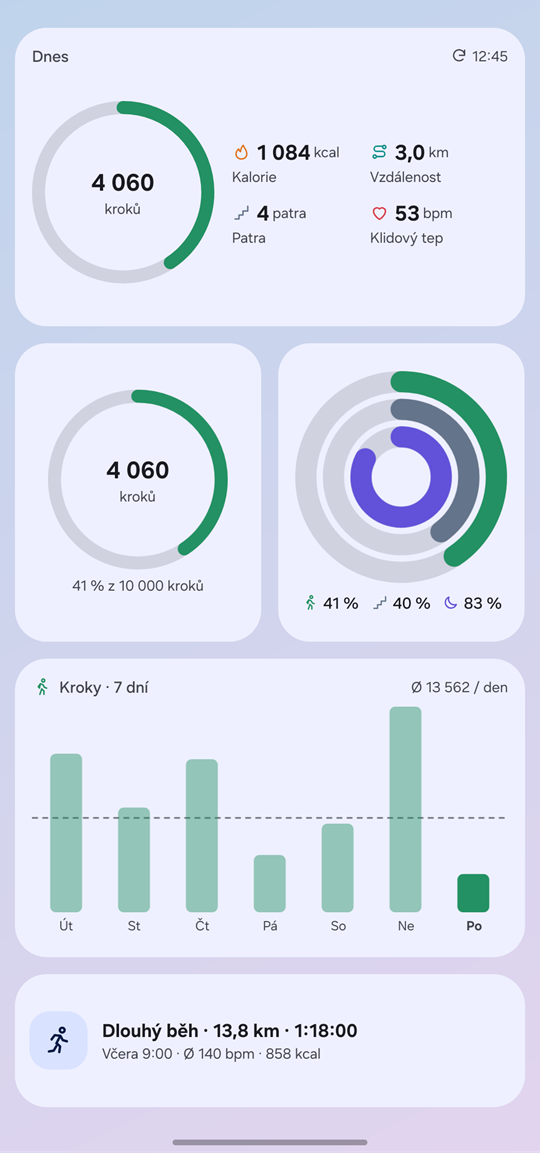 Dnes
12:45
4 060
kroků
1 084 kcal
Kalorie
3,0 km
Vzdálenost
4 patra
Patra
53 bpm
Klidový tep
4 060
kroků
41 % z 10 000 kroků
41 % 40 % 83 %
Kroky · 7 dní
Ø 13 562 / den
Út St Čt Pá So Ne Po
Dlouhý běh · 13,8 km · 1:18:00
Včera 9:00 · Ø 140 bpm · 858 kcal